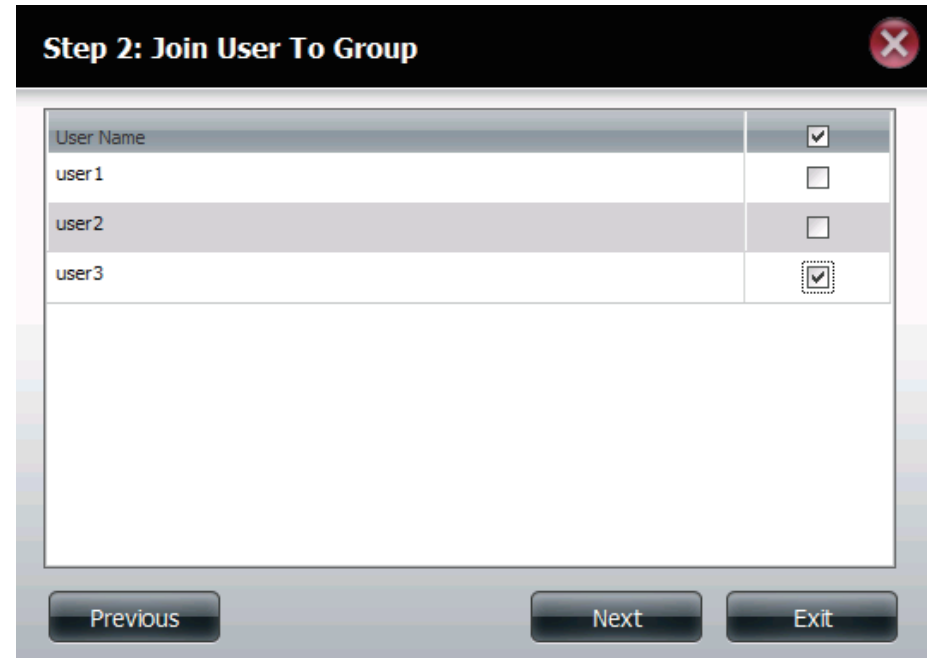 Step 2: Join User To Group
User Name
user1
user2
user3
Previous Next Exit